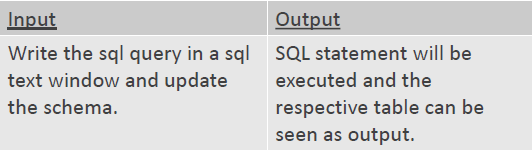 Input
Output
Write the sql query in a sql
text window and update
the schema.
SQL statement will be
executed and the
respective table can be
seen as output.